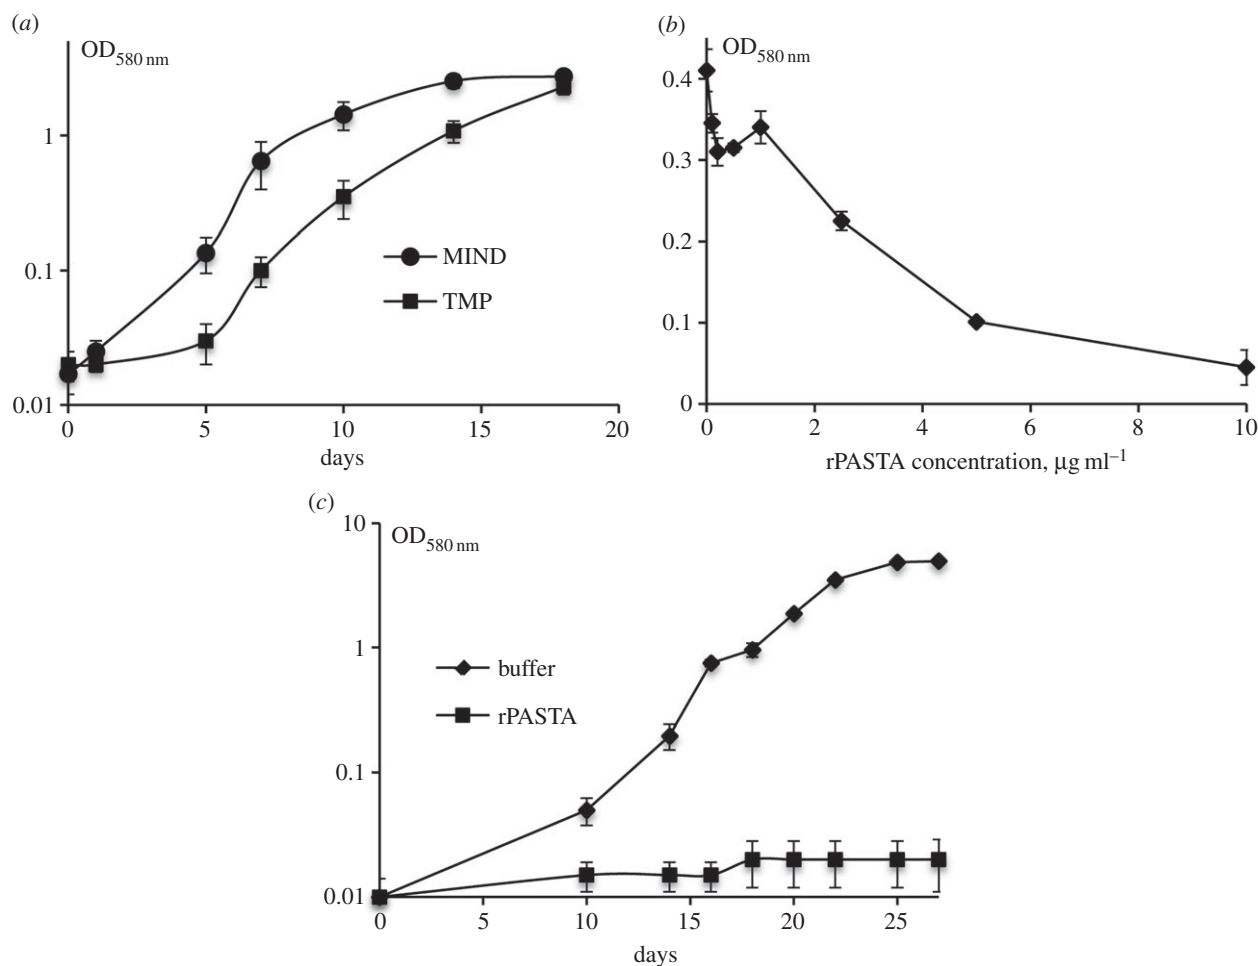 (a)
OD580 nm
1
0.1
0.01
0 5 10 15 20
days
MIND
TMP
(b)
OD580 nm
0.4
0.3
0.2
0.1
0
0 2 4 6 8 10
rPASTA concentration, µg ml–1
(c)
OD580 nm
10
1
0.1
0.01
0 5 10 15 20 25
days
buffer
rPASTA